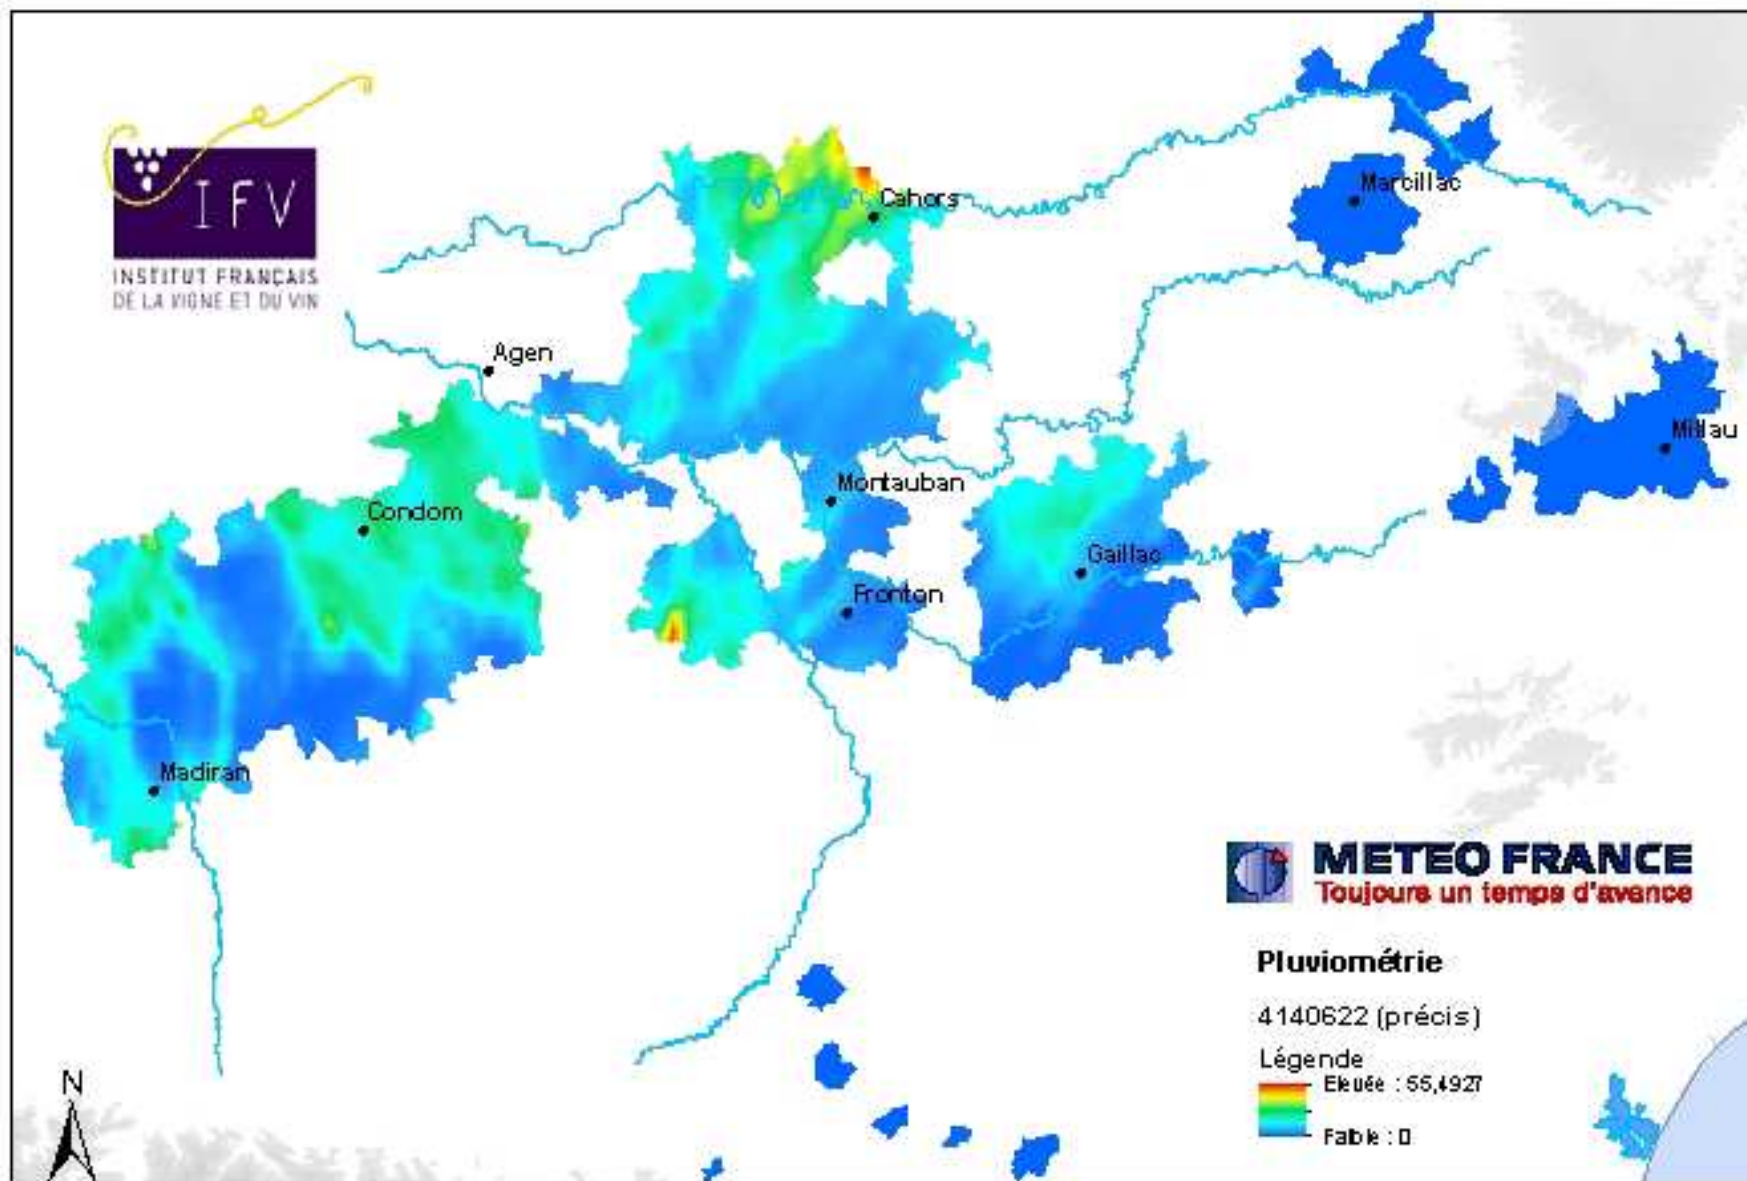 IFV
INSTITUT FRANÇAIS
DE LA VIGNE ET DU VIN
Cahors
Marcillac
Agen
Millau
Montauban
Condom
Gaillac
Fronton
Madiran
METEO FRANCE
Toujours un temps d'avance
Pluviométrie
4140622 (précis)
Légende
Elevée : 55,4927
Faible : 0
N